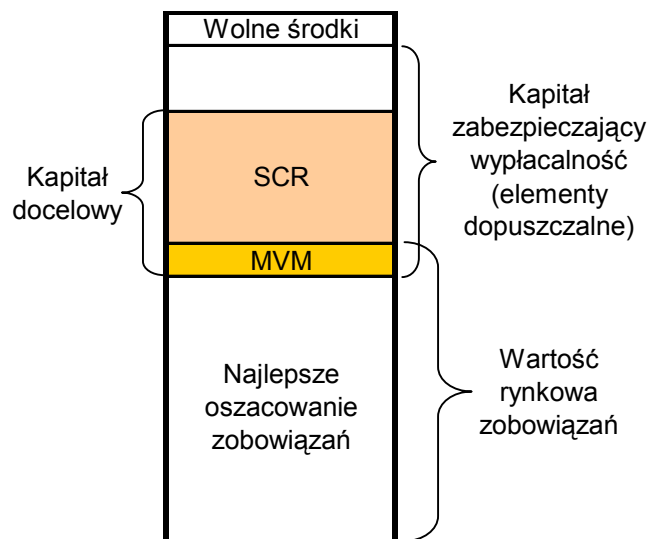 Wolne środki
Kapitał
zabezpieczający
wypłacalność
(elementy
dopuszczalne)
Kapitał
docelowy
SCR
MVM
Najlepsze
oszacowanie
zobowiązań
Wartość
rynkowa
zobowiązań